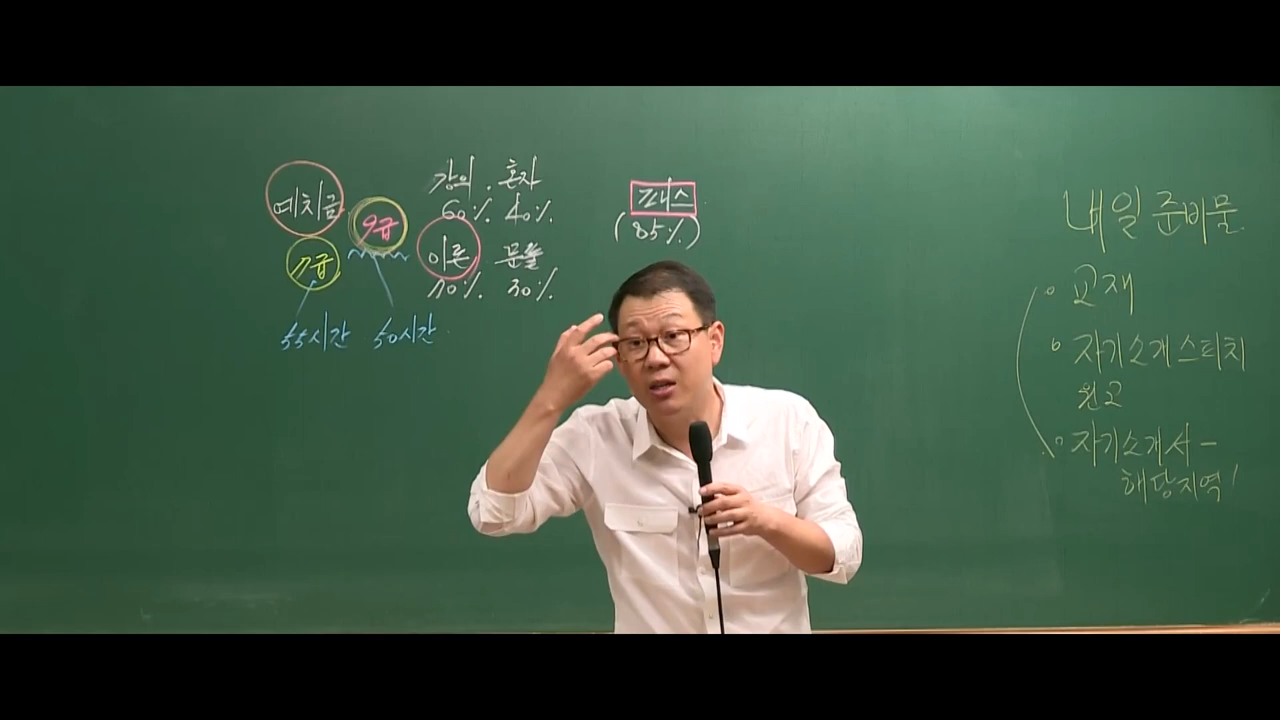 예치금
9급
7급
55시간 50시간
강의. 혼자
60% 40%
이론 문풀
70% 30%
프리스
(85%)
내일 준비물
교재
자기소개 스피치
원고
자기소개서 -
해당지역!